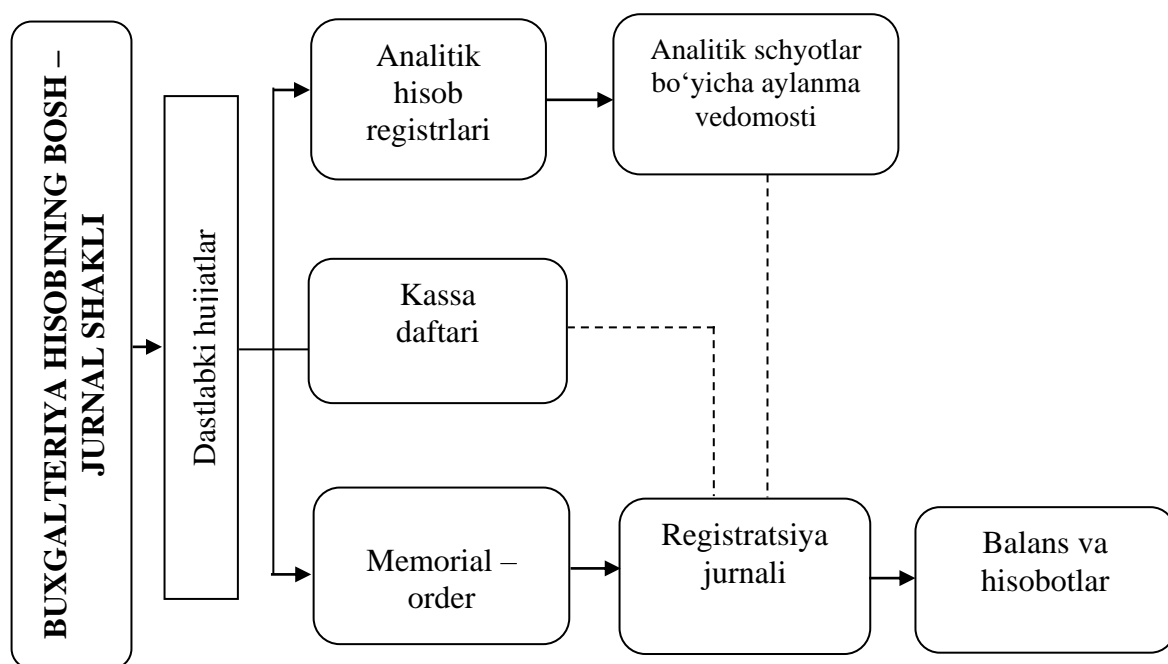 BUXGALTERIYA HISOBINING BOSH –
JURNAL SHAKLI
Dastlabki hujjatlar
Analitik
hisob
registrlari
Analitik schyotlar
bo‘yicha aylanma
vedomosti
Kassa
daftari
Memorial –
order
Registratsiya
jurnali
Balans va
hisobotlar